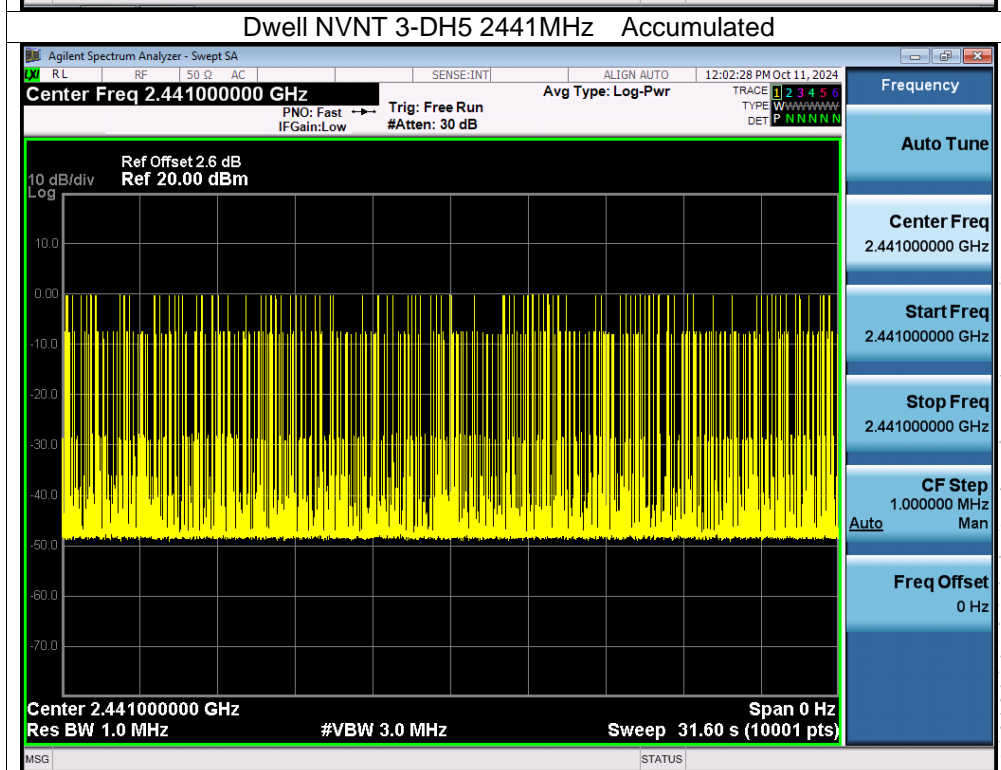 Dwell NVNT 3-DH5 2441MHz Accumulated
Agilent Spectrum Analyzer - Swept SA
LXI RL RF 50 Ω AC SENSE:INT ALIGN AUTO 12:02:28 PM Oct 11, 2024
Center Freq 2.441000000 GHz Avg Type: Log-Pwr TRACE 1 2 3 4 5 6
PNO: Fast Trig: Free Run TYPE WWWWWW
IFGain:Low #Atten: 30 dB DET P N N N N N
Ref Offset 2.6 dB
10 dB/div Ref 20.00 dBm
Log
10.0
0.00
-10.0
-20.0
-30.0
-40.0
-50.0
-60.0
-70.0
Center 2.441000000 GHz Span 0 Hz
Res BW 1.0 MHz #VBW 3.0 MHz Sweep 31.60 s (10001 pts)
MSG STATUS
Frequency
Auto Tune
Center Freq
2.441000000 GHz
Start Freq
2.441000000 GHz
Stop Freq
2.441000000 GHz
CF Step
1.000000 MHz
Auto Man
Freq Offset
0 Hz